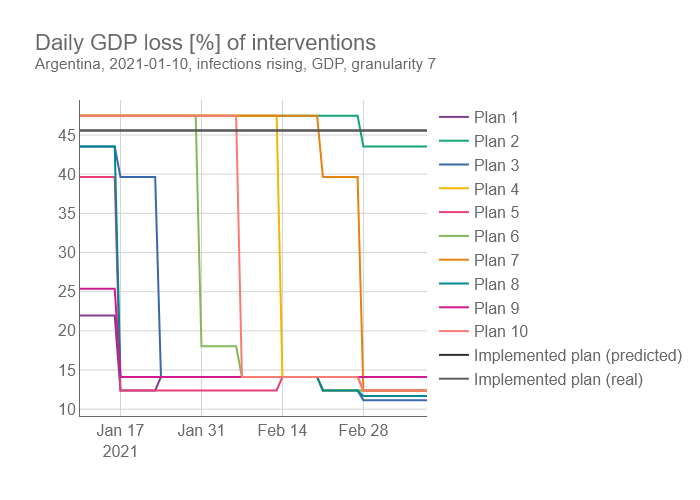 Daily GDP loss [%] of interventions
Argentina, 2021-01-10, infections rising, GDP, granularity 7
45
40
35
30
25
20
15
10
Jan 17
2021
Jan 31
Feb 14
Feb 28
Plan 1
Plan 2
Plan 3
Plan 4
Plan 5
Plan 6
Plan 7
Plan 8
Plan 9
Plan 10
Implemented plan (predicted)
Implemented plan (real)